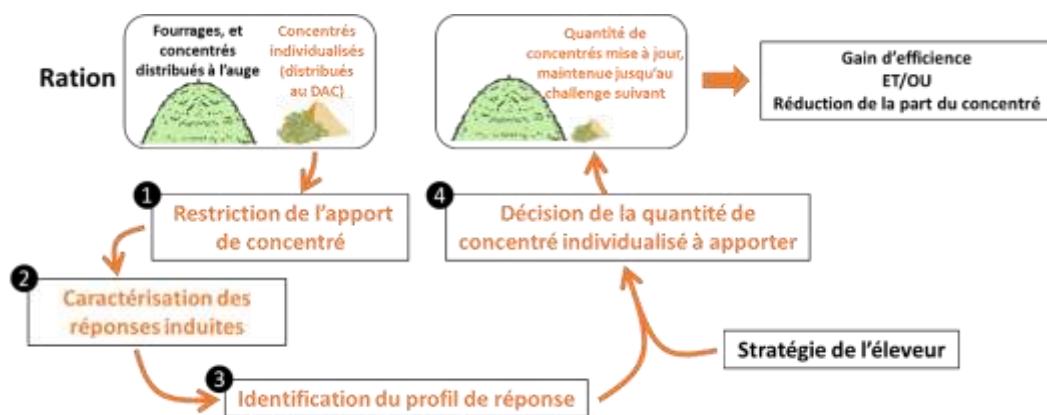 Ration
Fourrages, et
concentrés
distribués à l'auge
Concentrés
individualisés
(distribués
au DAC)
Quantité de
concentrés mise à jour,
maintenue jusqu'au
challenge suivant
Gain d'efficience
ET/OU
Réduction de la part du concentré
1
Restriction de l'apport
de concentré
4
Décision de la quantité de
concentré individualisé à apporter
2
Caractérisation des
réponses induites
Stratégie de l'éleveur
3
Identification du profil de réponse